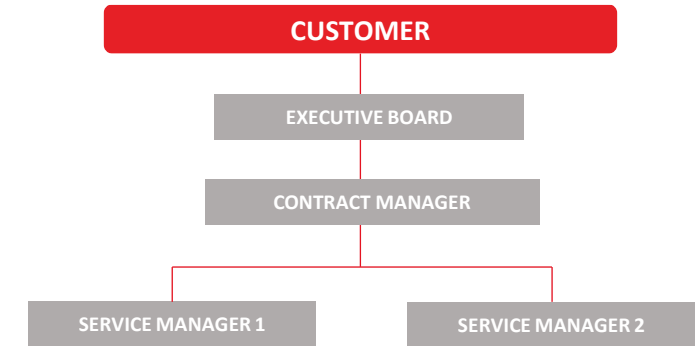 CUSTOMER
EXECUTIVE BOARD
CONTRACT MANAGER
SERVICE MANAGER 1
SERVICE MANAGER 2